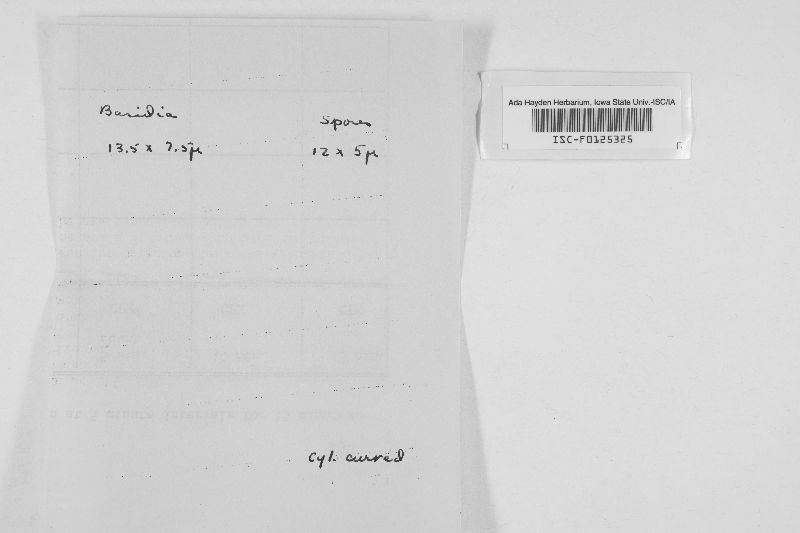 Basidia
13.5 x 7.5µ
Spores
12 x 5µ
Cyl. curved
Ada Hayden Herbarium, Iowa State Univ.-ISC/IA
ISC-F0125325